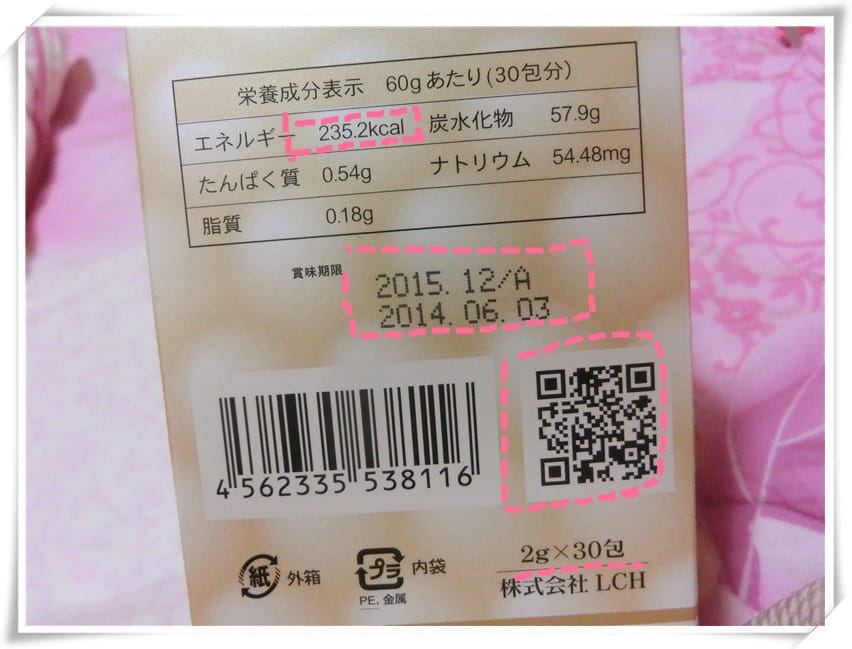 栄養成分表示 60gあたり(30包分)
エネルギー 235.2kcal 炭水化物 57.9g
たんぱく質 0.54g ナトリウム 54.48mg
脂質 0.18g
賞味期限 2015. 12/A
2014. 06. 03
4 562335 538116
紙 外箱 プラ 内袋
PE, 金属
2g×30包
株式会社 LCH